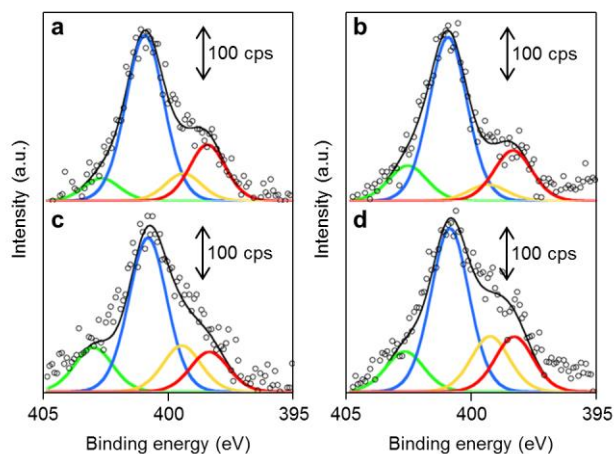 a
100 cps
b
100 cps
Intensity (a.u.)
Intensity (a.u.)
c
100 cps
d
100 cps
405
400
395
405
400
395
Binding energy (eV)
Binding energy (eV)